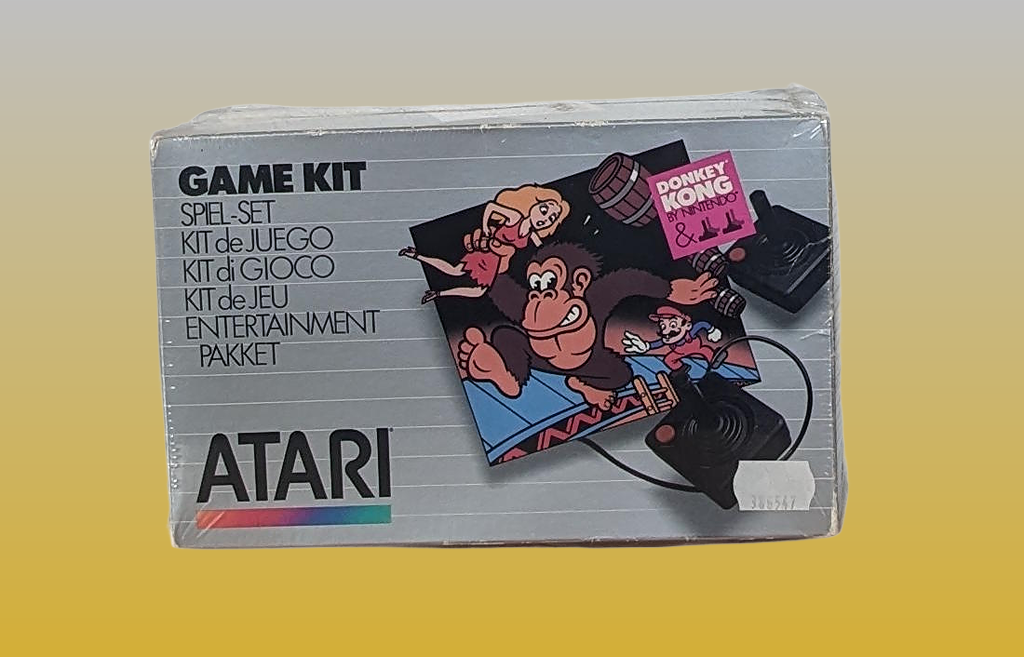 GAME KIT
SPIEL-SET
KIT de JUEGO
KIT di GIOCO
KIT de JEU
ENTERTAINMENT
PAKKET
ATARI
DONKEY
KONG
BY NINTENDO
&